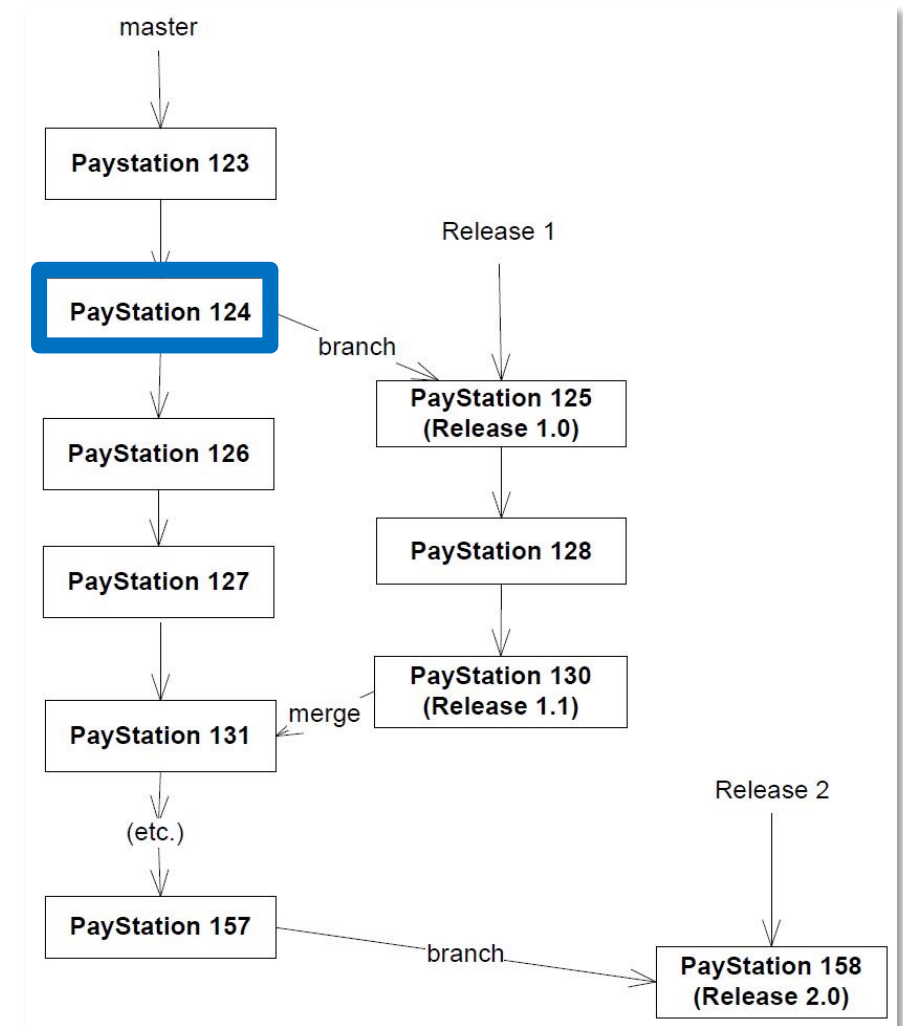 master
Paystation 123
Release 1
PayStation 124
branch
PayStation 125
(Release 1.0)
PayStation 126
PayStation 128
PayStation 127
PayStation 130
(Release 1.1)
merge
PayStation 131
Release 2
(etc.)
PayStation 157
branch
PayStation 158
(Release 2.0)